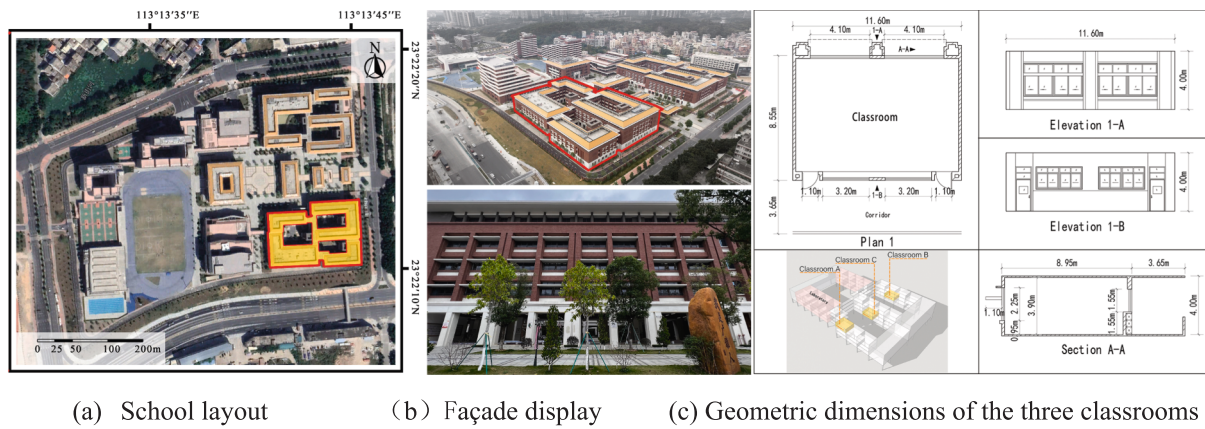 113°13'35''E
113°13'45''E
N
23°22'20''N
23°22'10''N
0 25 50 100 200m
11.60m
4.10m
1-A
4.10m
A-A
8.55m
Classroom
1.10m
3.20m
1-B
3.20m
1.10m
3.65m
Corridor
Plan 1
11.60m
4.00m
Elevation 1-A
4.00m
Elevation 1-B
Classroom A
Classroom C
Classroom B
8.95m
3.65m
1.10m
0.95m
2.25m
3.90m
1.55m
1.55m
4.00m
Section A-A
(a) School layout
(b) Façade display
(c) Geometric dimensions of the three classrooms